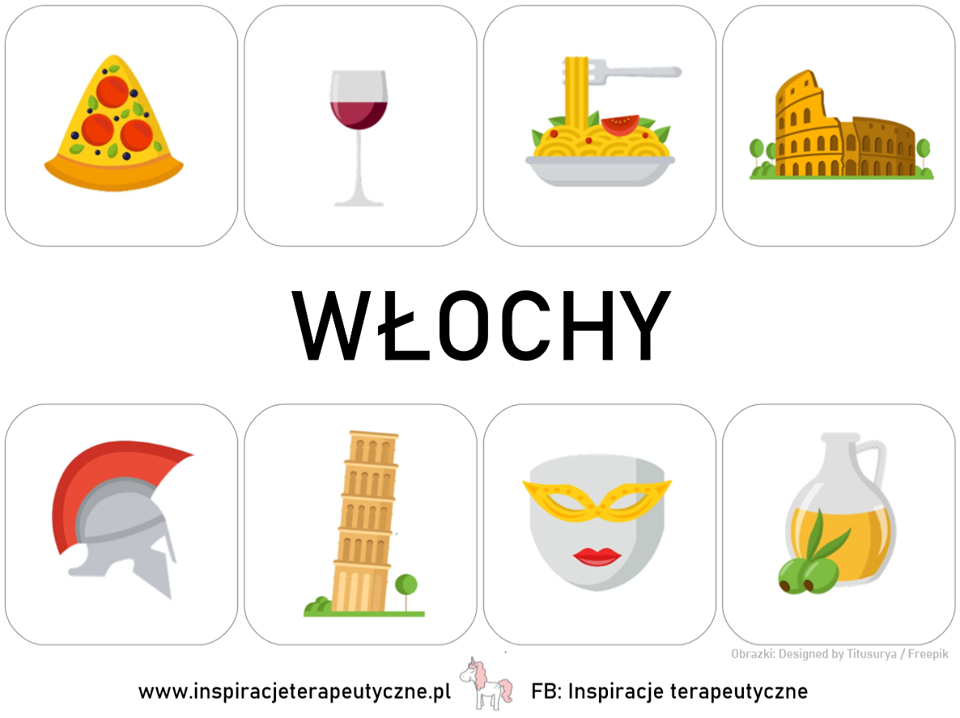 WŁOCHY
Obrazki: Designed by Titusurya / Freepik
www.inspiracjeterapeutyczne.pl FB: Inspiracje terapeutyczne